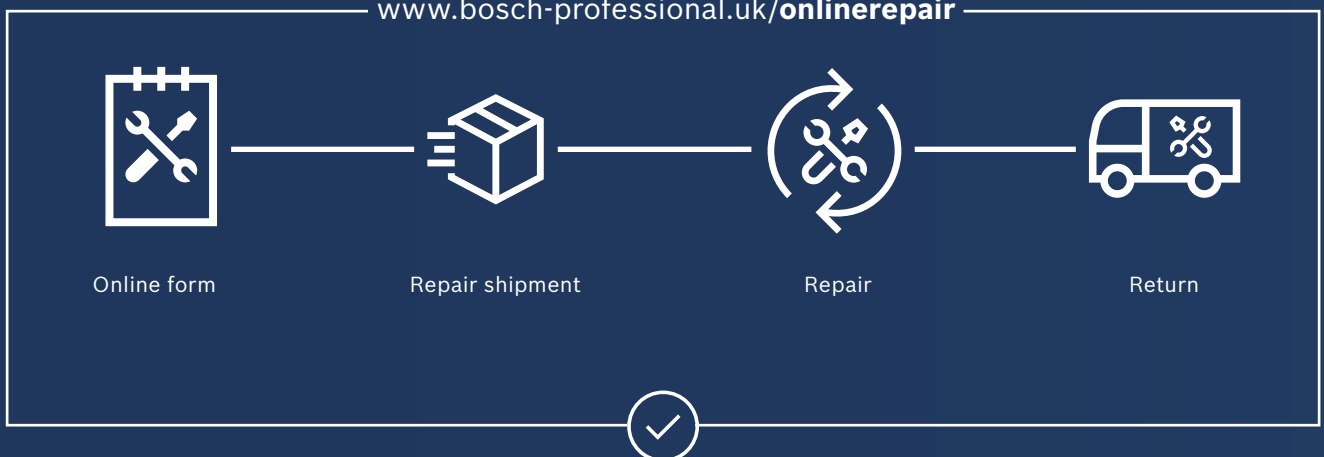 www.bosch-professional.uk/onlinerepair
Online form
Repair shipment
Repair
Return